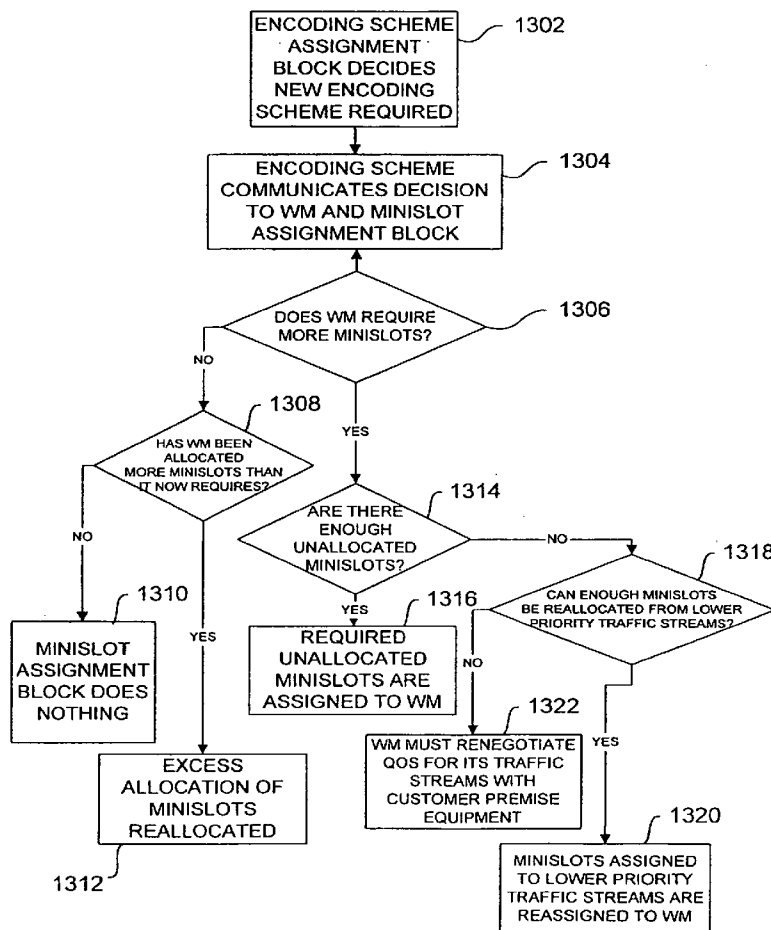 ENCODING SCHEME
ASSIGNMENT
BLOCK DECIDES
NEW ENCODING
SCHEME REQUIRED
1302
ENCODING SCHEME
COMMUNICATES DECISION
TO WM AND MINISLOT
ASSIGNMENT BLOCK
1304
DOES WM REQUIRE
MORE MINISLOTS?
1306
NO
YES
HAS WM BEEN
ALLOCATED
MORE MINISLOTS THAN
IT NOW REQUIRES?
1308
NO
YES
ARE THERE
ENOUGH
UNALLOCATED
MINISLOTS?
1314
NO
YES
CAN ENOUGH MINISLOTS
BE REALLOCATED FROM LOWER
PRIORITY TRAFFIC STREAMS?
1318
NO
YES
MINISLOT
ASSIGNMENT
BLOCK DOES
NOTHING
1310
REQUIRED
UNALLOCATED
MINISLOTS ARE
ASSIGNED TO WM
1316
EXCESS
ALLOCATION OF
MINISLOTS
REALLOCATED
1312
WM MUST RENEGOTIATE
QOS FOR ITS TRAFFIC
STREAMS WITH
CUSTOMER PREMISE
EQUIPMENT
1322
MINISLOTS ASSIGNED
TO LOWER PRIORITY
TRAFFIC STREAMS ARE
REASSIGNED TO WM
1320